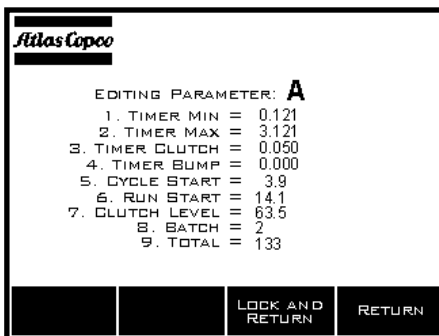 Atlas Copco
EDITING PARAMETER: A
1. TIMER MIN = 0.121
2. TIMER MAX = 3.121
3. TIMER CLUTCH = 0.050
4. TIMER BUMP = 0.000
5. CYCLE START = 3.9
6. RUN START = 14.1
7. CLUTCH LEVEL = 63.5
8. BATCH = 2
9. TOTAL = 133
LOCK AND
RETURN
RETURN